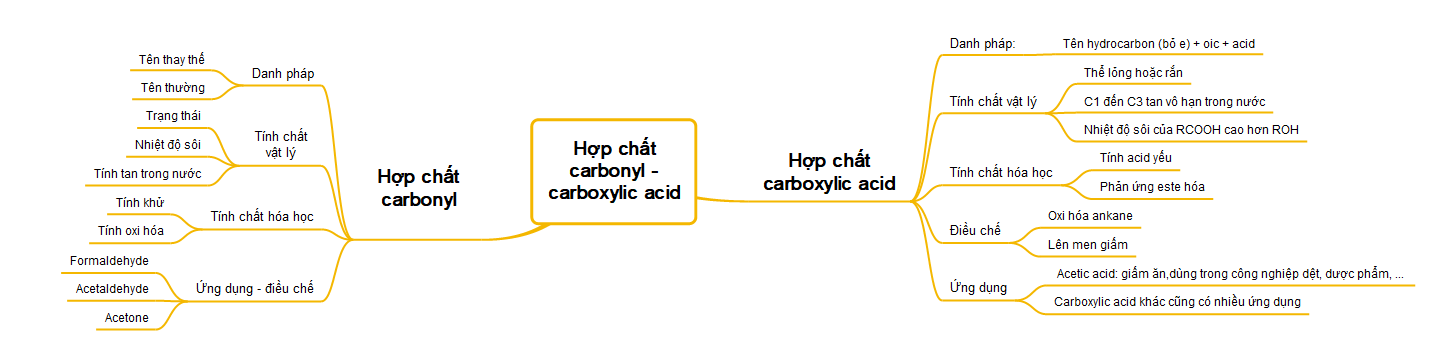 Hợp chất
carbonyl -
carboxylic acid
Hợp chất
carbonyl
Danh pháp
Tên thay thế
Tên thường
Tính chất
vật lý
Trạng thái
Nhiệt độ sôi
Tính tan trong nước
Tính chất hóa học
Tính khử
Tính oxi hóa
Ứng dụng - điều chế
Formaldehyde
Acetaldehyde
Acetone
Hợp chất
carboxylic acid
Danh pháp:
Tên hydrocarbon (bỏ e) + oic + acid
Tính chất vật lý
Thể lỏng hoặc rắn
C1 đến C3 tan vô hạn trong nước
Nhiệt độ sôi của RCOOH cao hơn ROH
Tính chất hóa học
Tính acid yếu
Phản ứng este hóa
Điều chế
Oxi hóa ankane
Lên men giấm
Ứng dụng
Acetic acid: giấm ăn,dùng trong công nghiệp dệt, dược phẩm, ...
Carboxylic acid khác cũng có nhiều ứng dụng